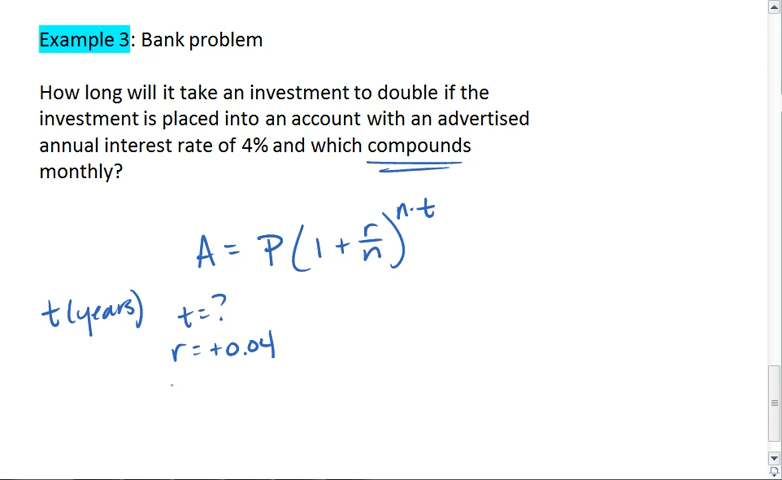 Example 3: Bank problem
How long will it take an investment to double if the
investment is placed into an account with an advertised
annual interest rate of 4% and which compounds
monthly?
A = P(1 + r/n)^n·t
t(years) t = ?
r = +0.04